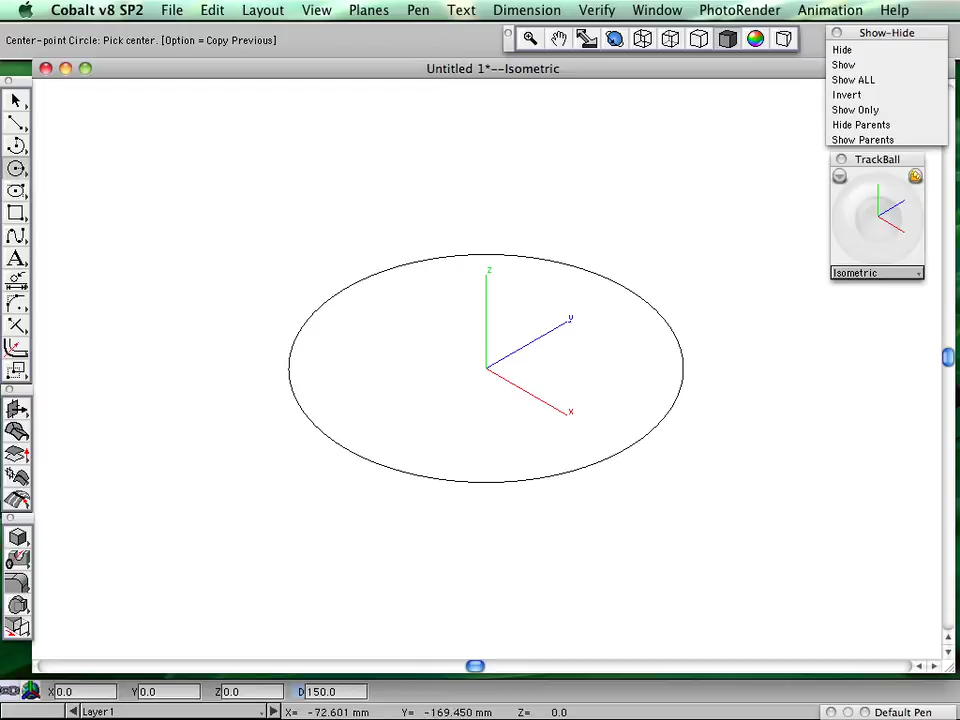 Cobalt v8 SP2 File Edit Layout View Planes Pen Text Dimension Verify Window PhotoRender Animation Help
Center-point Circle: Pick center. [Option = Copy Previous]
Show-Hide
Hide
Show
Show ALL
Invert
Show Only
Hide Parents
Show Parents
Untitled 1*--Isometric
TrackBall
Isometric
A
z
y
x
X 0.0 Y 0.0 Z 0.0 D 150.0
Layer1 X= -72.601 mm Y= -169.450 mm Z= 0.0 Default Pen